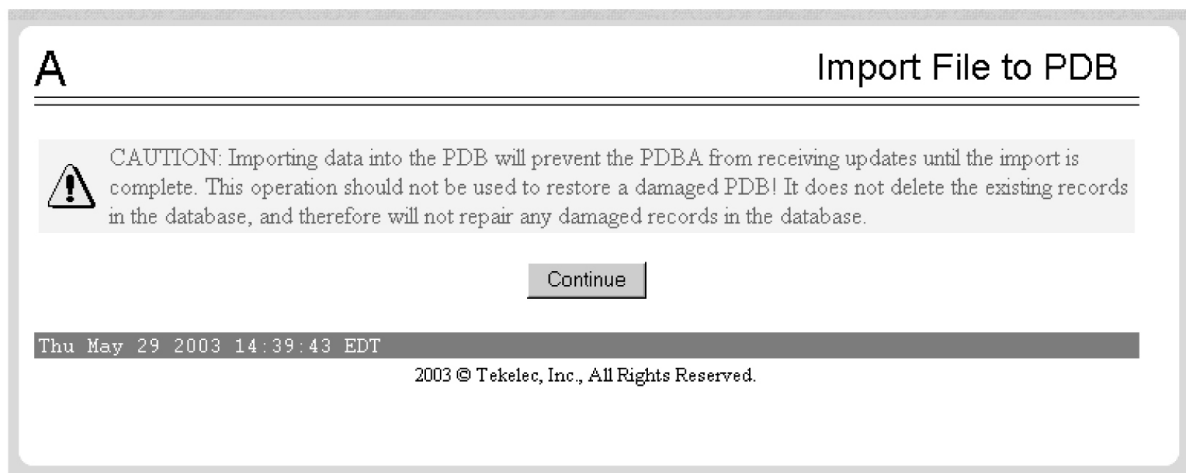 A
Import File to PDB
CAUTION: Importing data into the PDB will prevent the PDBA from receiving updates until the import is
complete. This operation should not be used to restore a damaged PDB! It does not delete the existing records
in the database, and therefore will not repair any damaged records in the database.
Continue
Thu May 29 2003 14:39:43 EDT
2003 © Tekelec, Inc., All Rights Reserved.